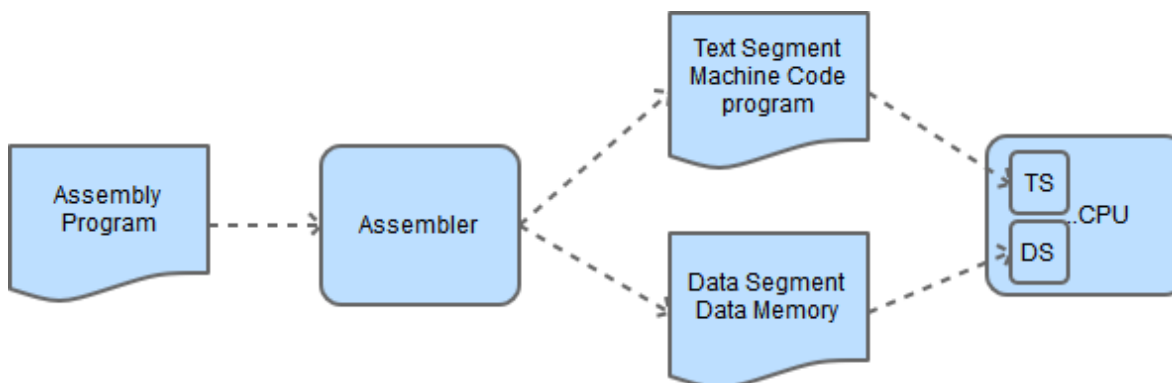 Assembly
Program
Assembler
Text Segment
Machine Code
program
Data Segment
Data Memory
TS
..CPU
DS